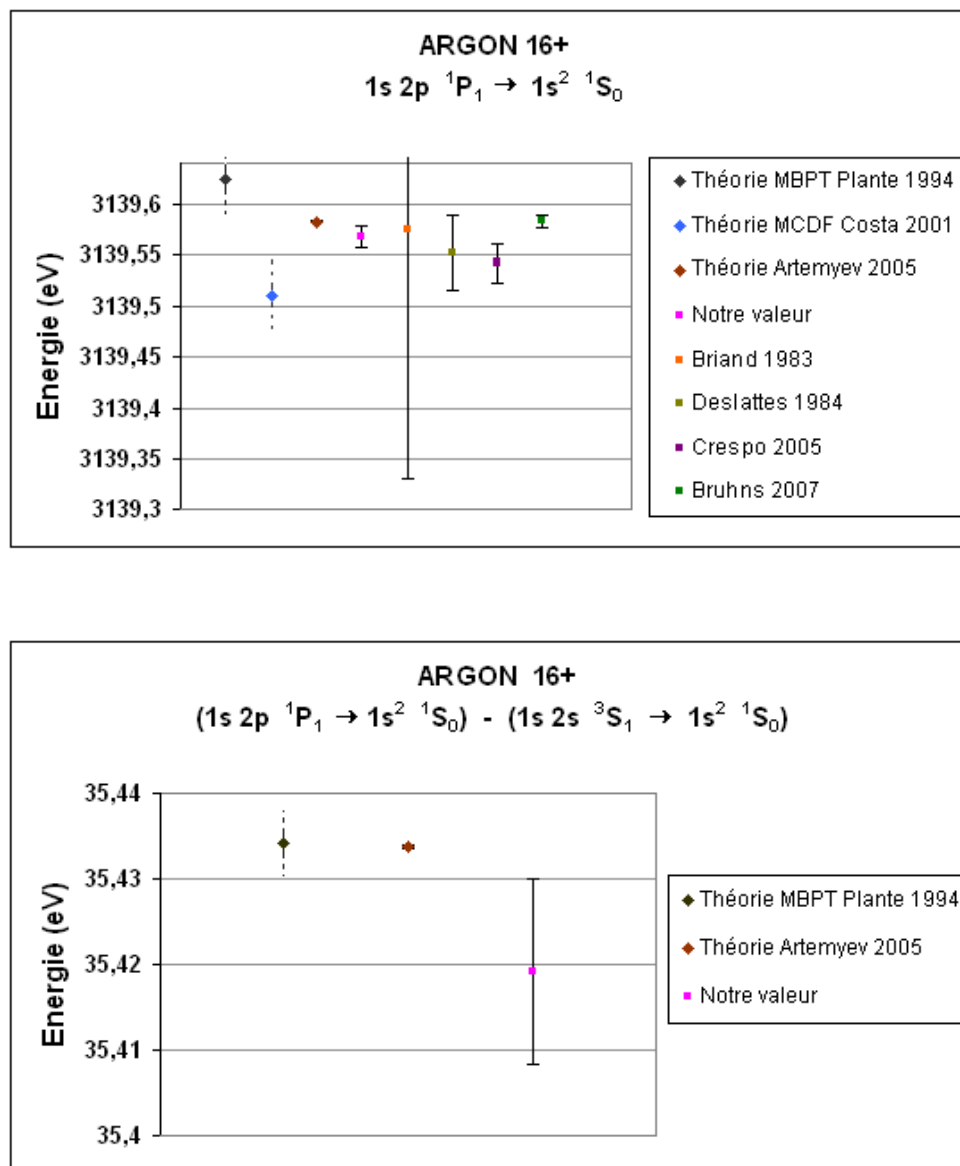 ARGON 16+
1s 2p ¹P₁ → 1s² ¹S₀
Energie (eV)
3139,6
3139,55
3139,5
3139,45
3139,4
3139,35
3139,3
Théorie MBPT Plante 1994
Théorie MCDF Costa 2001
Théorie Artemyev 2005
Notre valeur
Briand 1983
Deslattes 1984
Crespo 2005
Bruhns 2007
ARGON 16+
(1s 2p ¹P₁ → 1s² ¹S₀) - (1s 2s ³S₁ → 1s² ¹S₀)
Energie (eV)
35,44
35,43
35,42
35,41
35,4
Théorie MBPT Plante 1994
Théorie Artemyev 2005
Notre valeur